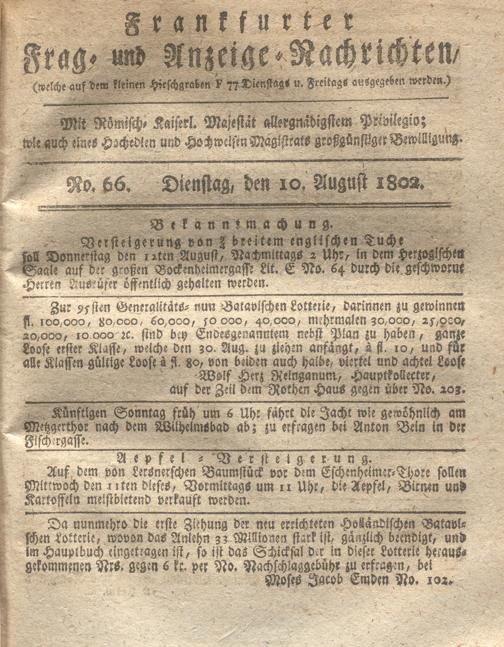 Frankfurter
Frag- und Anzeige-Nachrichten/
(welche auf dem kleinen Hirschgraben F 77 Dienstags u. Freitags ausgegeben werden.)
Mit Römisch-Kaiserl. Majestät allergnädigstem Privilegio;
wie auch eines Hochedlen und Hochweisen Magistrats großgünstiger Bewilligung.
No. 66. Dienstag, den 10. August 1802.
Bekanntmachung.
Versteigerung von breitem englischen Tuche
soll Donnerstag den 12ten August, Nachmittags 2 Uhr, in dem Herzoglschen
Saale auf der großen Bockenheimergasse Lit. E No. 64 durch die geschworne
Herren Ausrüfer öffentlich gehalten werden.
Zur 95sten Generalitäts- nun Batavischen Lotterie, darinnen zu gewinnen
fl. 100,000, 80,000, 60,000, 50 000, 40,000, mehrmalen 30,000, 25,000,
20,000, 10.000 ꝛc. sind bey Endesgenanntem nebst Plan zu haben, ganze
Loose erster Klasse, welche den 30. Aug. zu ziehen anfängt, à fl. 10, und für
alle Klassen gültige Loose à fl. 80, von beiden auch halbe, viertel und achtel Loose
Wolf Herz Reinganum, Hauptkollecter,
auf der Zeil dem Rothen Haus gegen über No. 203.
Künftigen Sonntag früh um 6 Uhr fährt die Jacht wie gewöhnlich am
Metzgerthor nach dem Wilhelmsbad ab; zu erfragen bei Anton Bein in der
Fischergasse.
Aepfel-Versteigerung.
Auf dem von Lersnerschen Baumstück vor dem Eschenheimer-Thore sollen
Mittwoch den 11ten dieses, Vormittags um 11 Uhr, die Aepfel, Birnen und
Kartoffeln meistbietend verkauft werden.
Da nunmehro die erste Ziehung der neu errichteten Holländischen Batavi-
schen Lotterie, wovon das Anlehn 33 Millionen stark ist, gänzlich beendigt, und
im Hauptbuch eingetragen ist, so ist das Schicksal der in dieser Lotterie heraus-
gekommenen Nrs. gegen 6 kr. per No. Nachschlaggebühr zu erfragen, bei
Moses Jacob Emden No. 102.